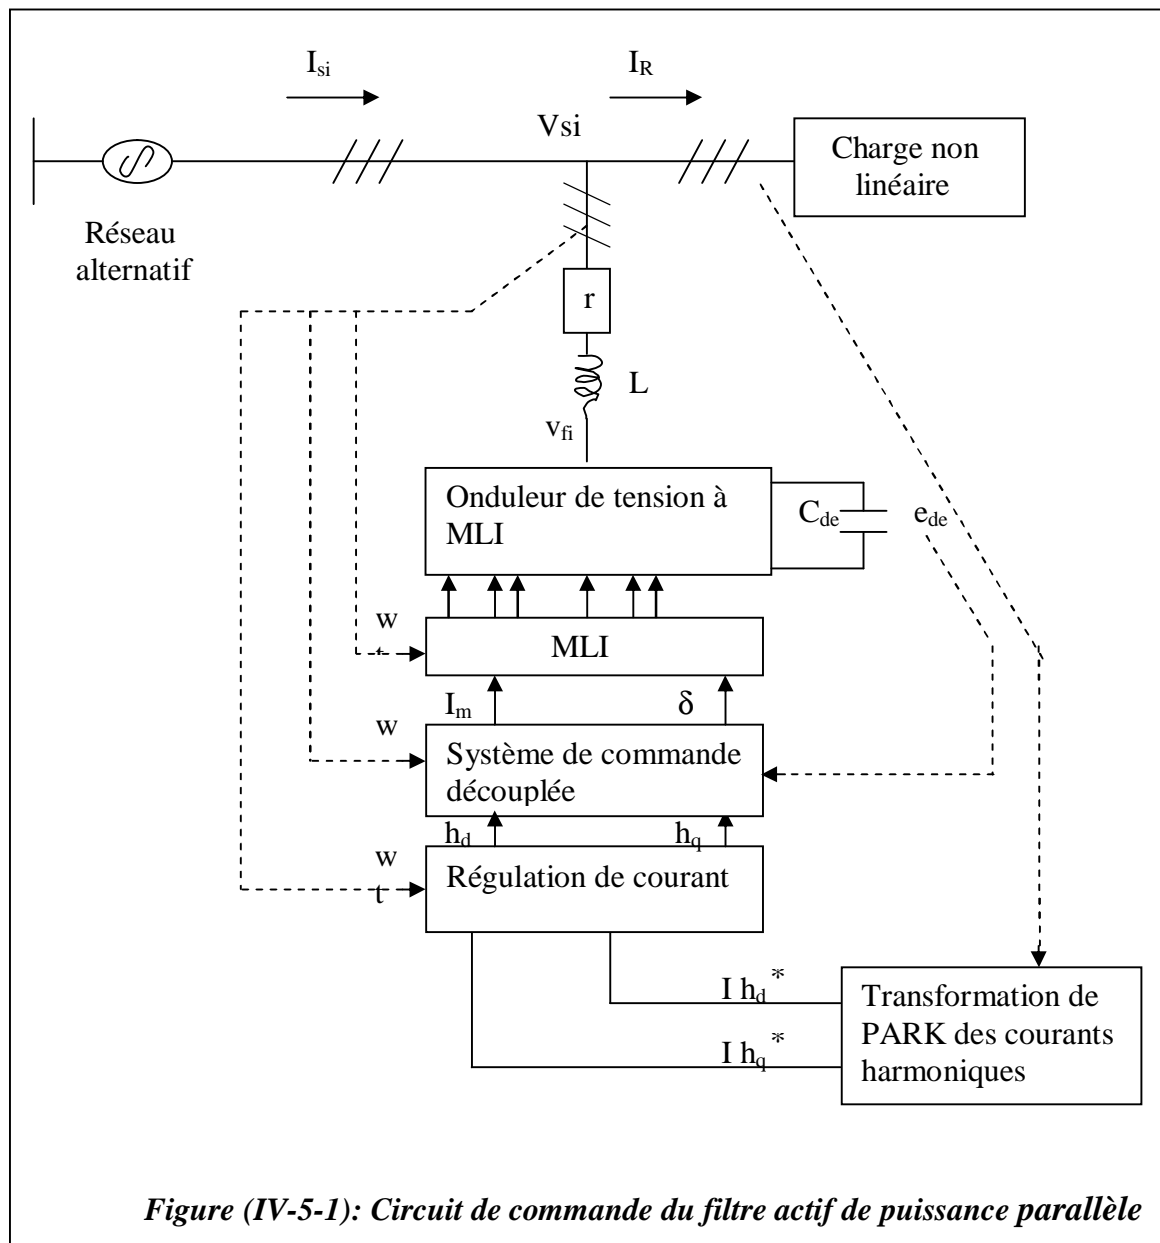 I_si
I_R
Vsi
Charge non
linéaire
Réseau
alternatif
r
L
v_fi
Onduleur de tension à
MLI
C_de
e_de
w
t
MLI
I_m
δ
w
Système de commande
découplée
h_d
h_q
w
t
Régulation de courant
I h_d*
I h_q*
Transformation de
PARK des courants
harmoniques
Figure (IV-5-1): Circuit de commande du filtre actif de puissance parallèle